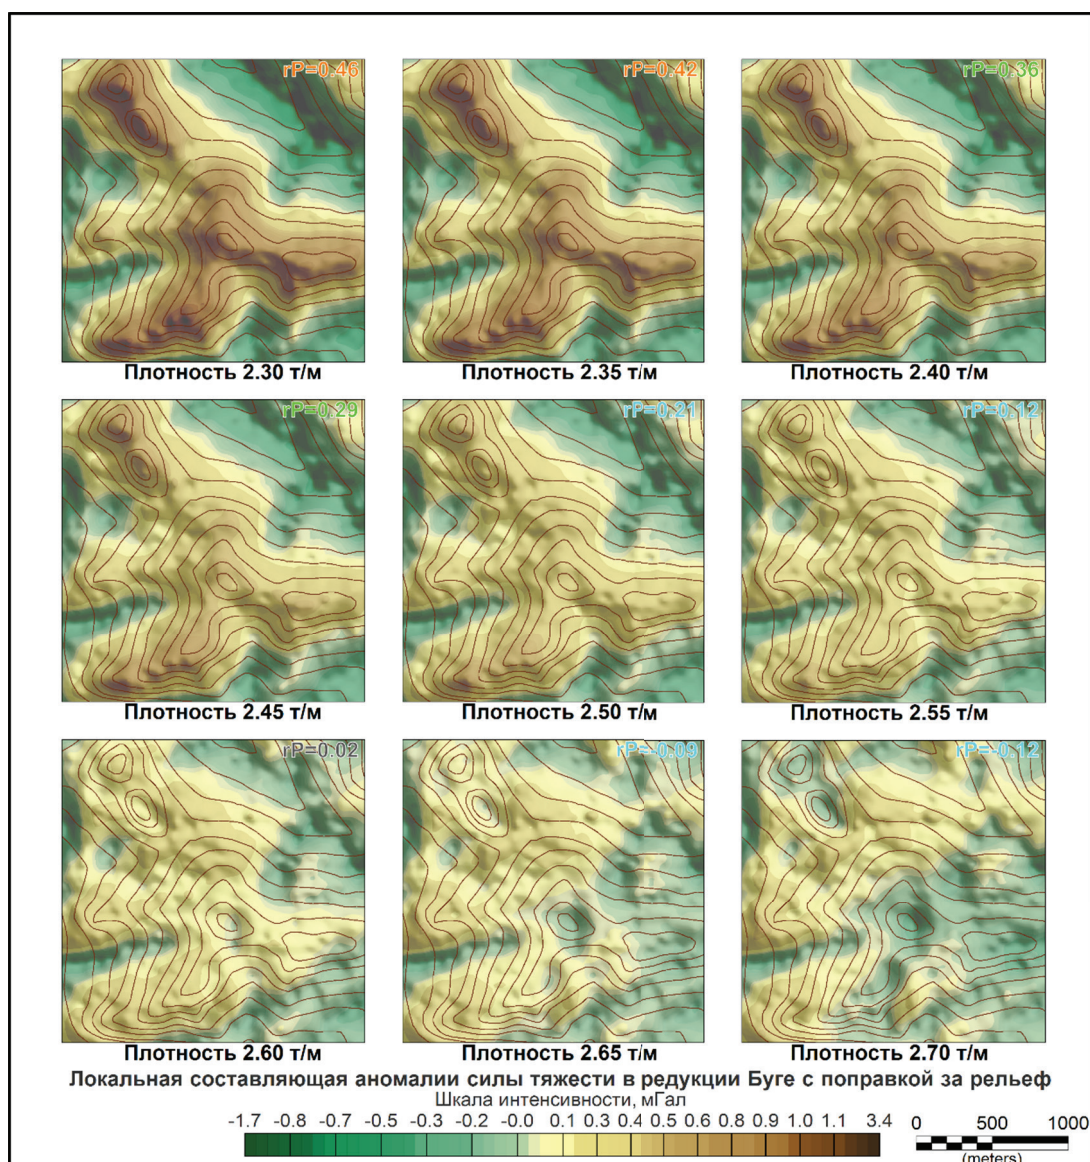 rP=0.46
rP=0.42
rP=0.36
Плотность 2.30 т/м
Плотность 2.35 т/м
Плотность 2.40 т/м
rP=0.29
rP=0.21
rP=0.12
Плотность 2.45 т/м
Плотность 2.50 т/м
Плотность 2.55 т/м
rP=0.02
rP=-0.09
rP=-0.12
Плотность 2.60 т/м
Плотность 2.65 т/м
Плотность 2.70 т/м
Локальная составляющая аномалии силы тяжести в редукции Буге с поправкой за рельеф
Шкала интенсивности, мГал
-1.7 -0.8 -0.7 -0.5 -0.3 -0.2 -0.0 0.1 0.3 0.4 0.5 0.6 0.8 0.9 1.0 1.1 3.4
0 500 1000
(meters)